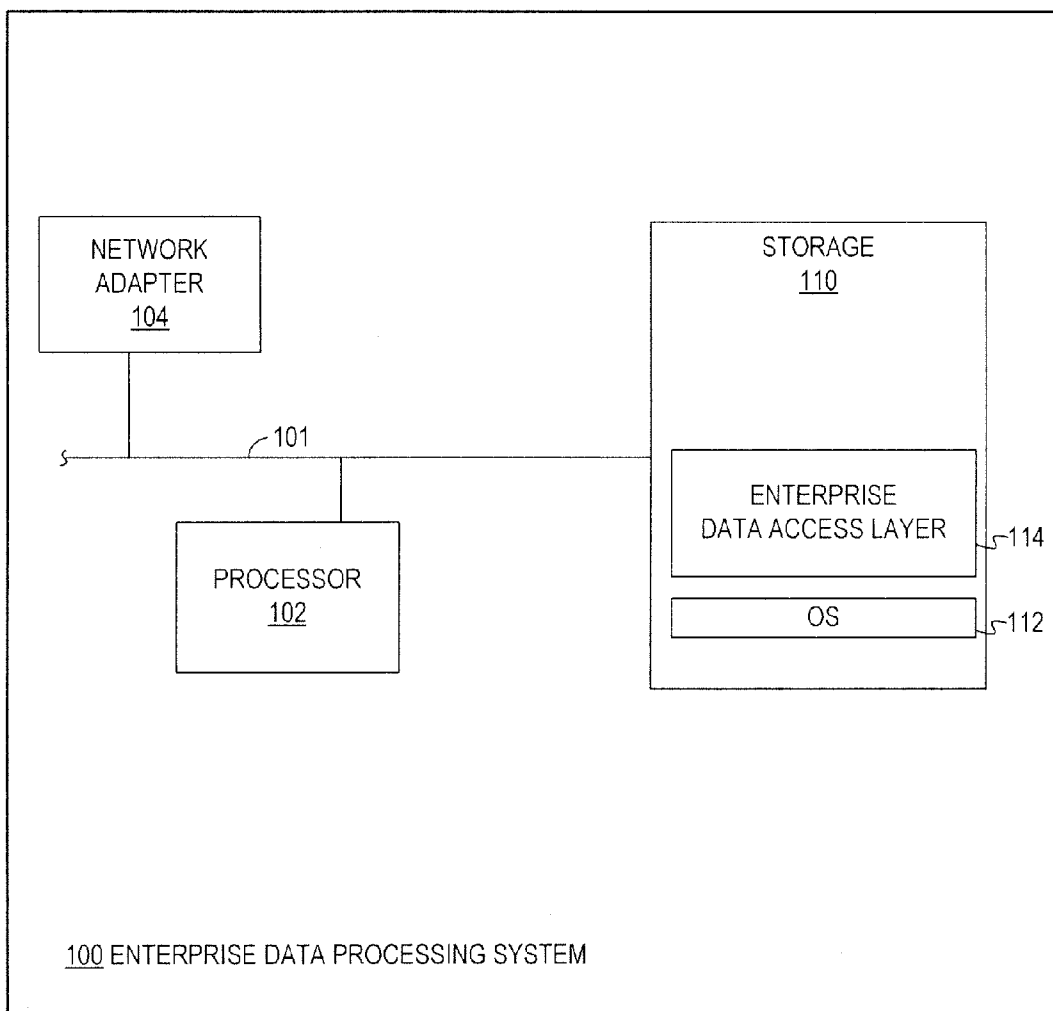 NETWORK
ADAPTER
104
STORAGE
110
101
ENTERPRISE
DATA ACCESS LAYER
114
PROCESSOR
102
OS
112
100 ENTERPRISE DATA PROCESSING SYSTEM